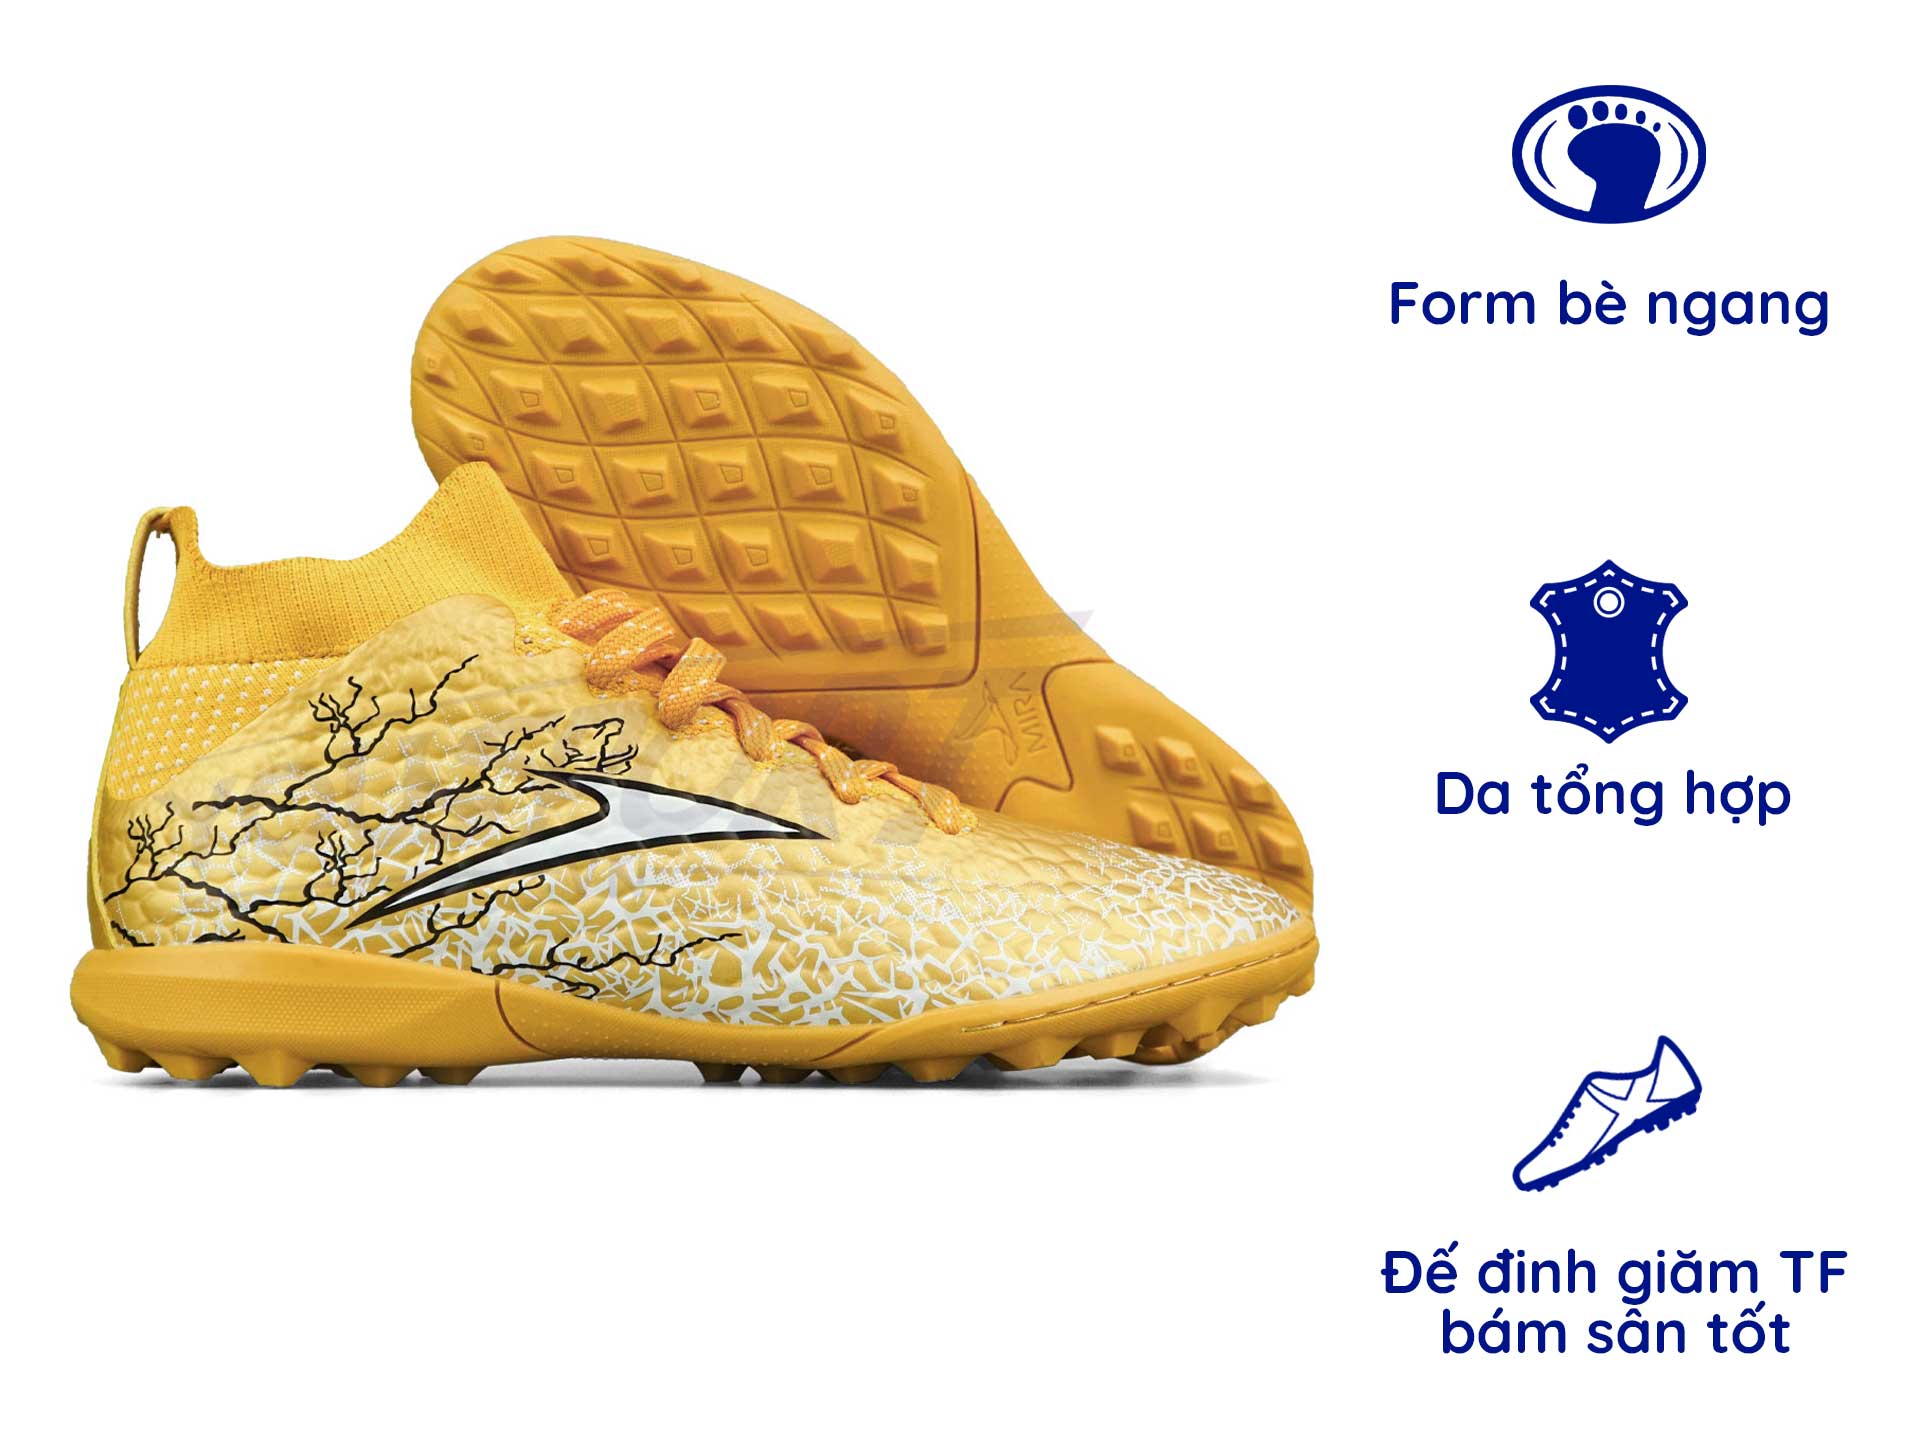 Form bè ngang
MIRA
Da tổng hợp
Đế đinh giăm TF
bám sân tốt